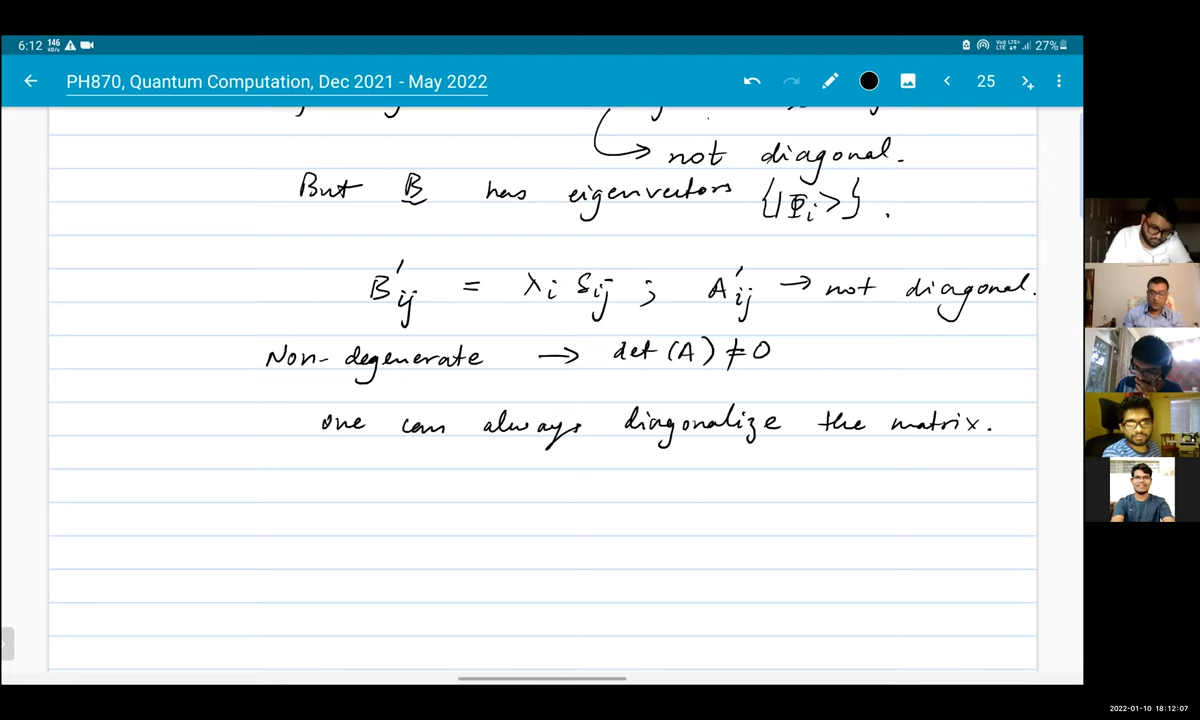 6:12 146 KB/s 27%
PH870, Quantum Computation, Dec 2021 - May 2022 25
not diagonal.
But B has eigenvectors {|Φi>}.
B'ij = λi δij ; A'ij → not diagonal.
Non-degenerate → det (A) ≠ 0
one can always diagonalize the matrix.
2022-01-10 18:12:07